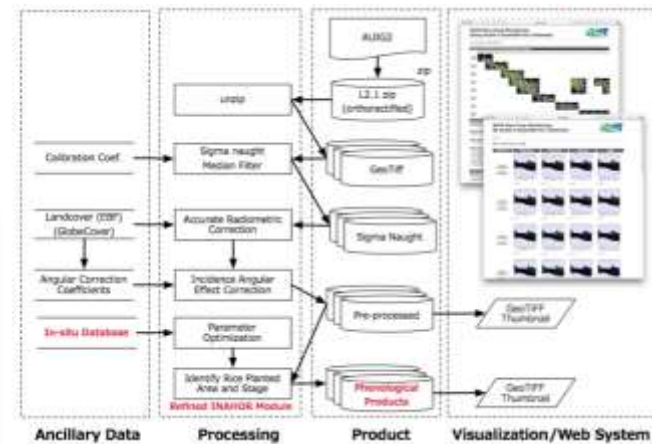 AUIG2
zip
unzip
L2.1 zip
(orthorectified)
Calibration Coef
Sigma naught
Median Filter
GeoTiff
Landcover (EBF)
(GlobeCover)
Accurate Radiometric
Correction
Sigma Naught
Angular Correction
Coefficients
Incidence Angular
Effect Correction
Pre-processed
GeoTIFF
Thumbnail
In-situ Database
Parameter
Optimization
Identify Rice Planted
Area and Stage
Phenological
Products
GeoTIFF
Thumbnail
Refined INAHOR Module
Ancillary Data
Processing
Product
Visualization/Web System